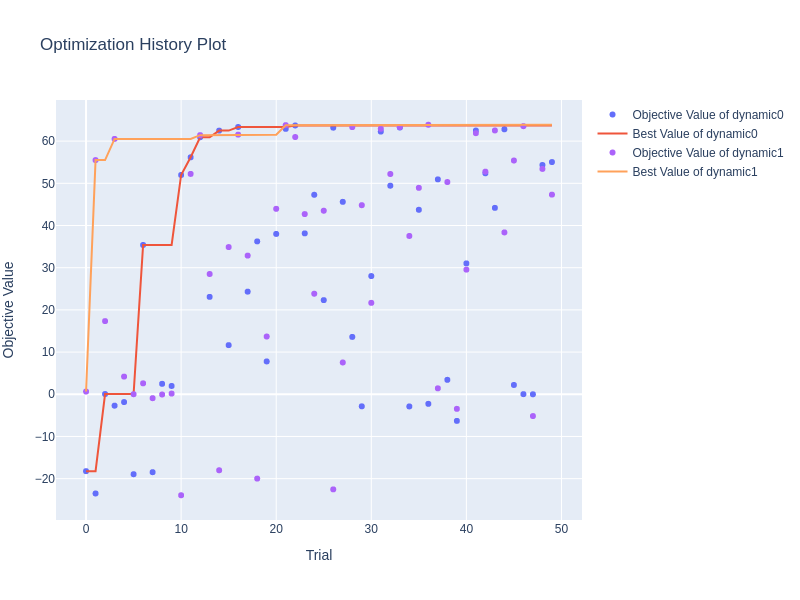 Optimization History Plot
Objective Value of dynamic0
Best Value of dynamic0
Objective Value of dynamic1
Best Value of dynamic1
60
50
40
30
20
10
0
−10
−20
Objective Value
0
10
20
30
40
50
Trial